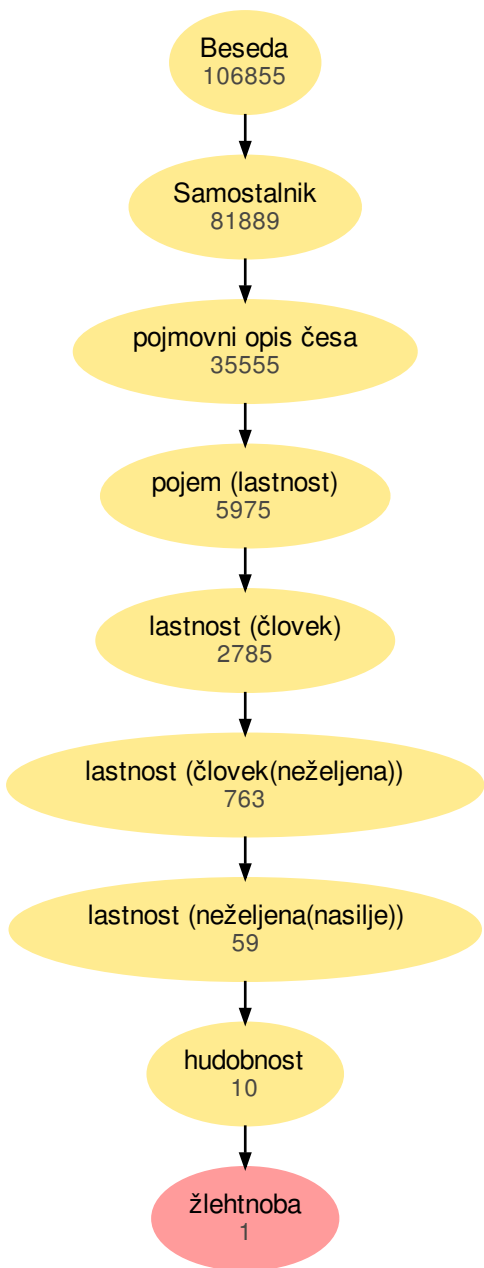 Beseda
106855
Samostalnik
81889
pojmovni opis česa
35555
pojem (lastnost)
5975
lastnost (človek)
2785
lastnost (človek(neželjena))
763
lastnost (neželjena(nasilje))
59
hudobnost
10
žlehtnoba
1